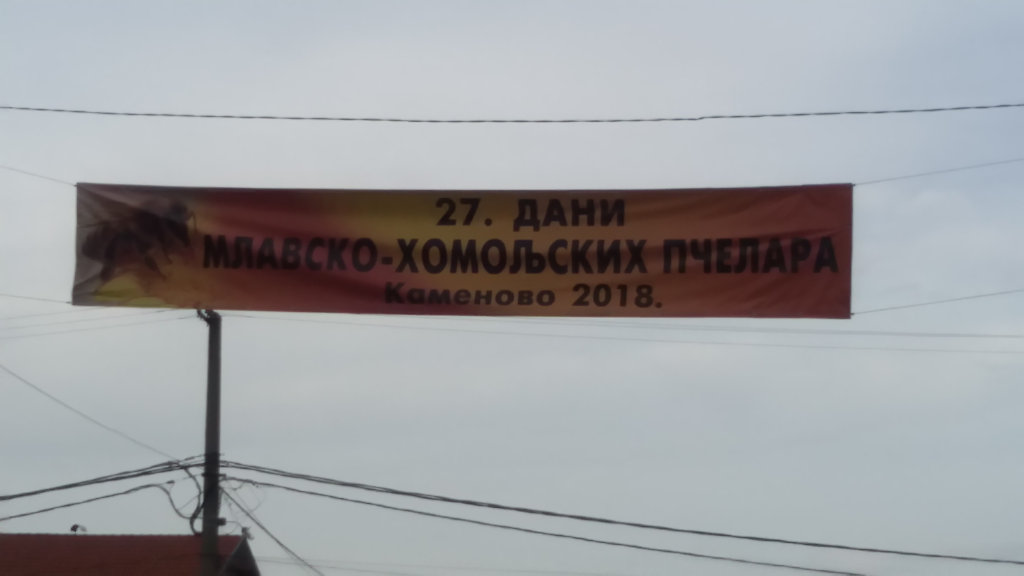 27. ДАНИ
МЛАВСКО-ХОМОЉСКИХ ПЧЕЛАРА
Каменово 2018.